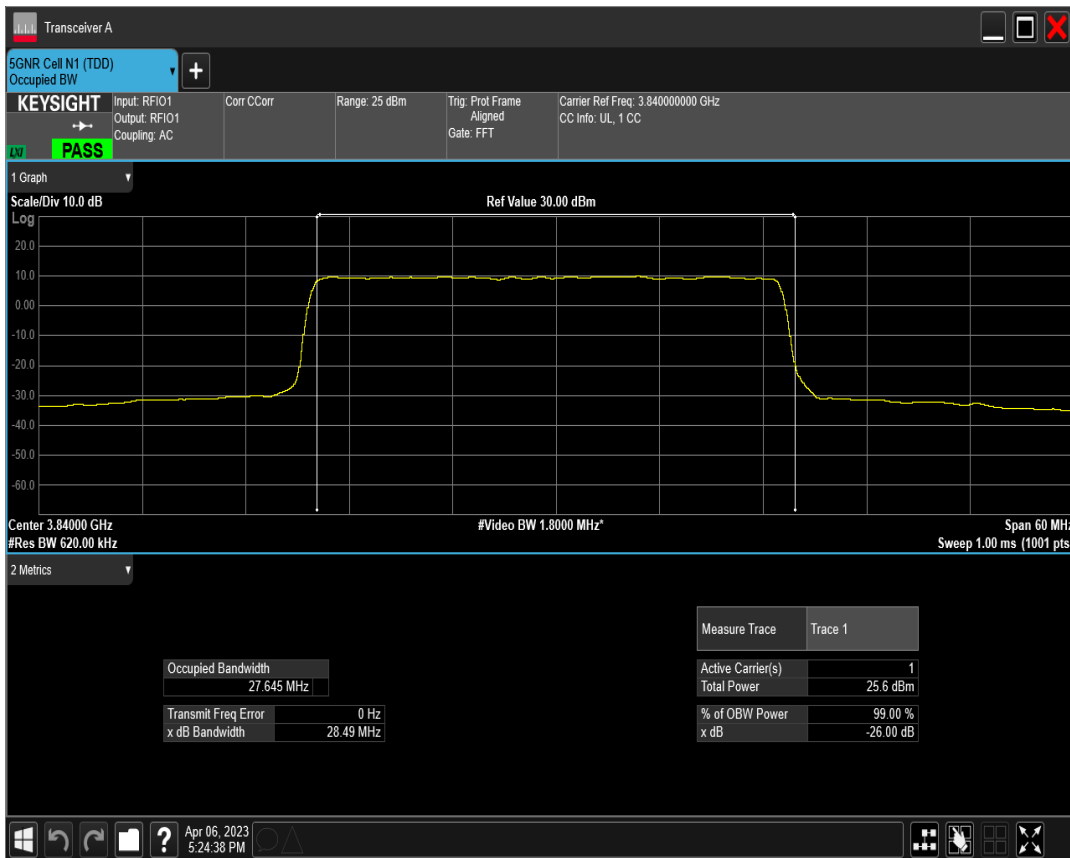 Transceiver A
5GNR Cell N1 (TDD)
Occupied BW
+
KEYSIGHT
LXI
PASS
Input: RFIO1
Output: RFIO1
Coupling: AC
Corr CCorr
Range: 25 dBm
Trig: Prot Frame
Aligned
Gate: FFT
Carrier Ref Freq: 3.840000000 GHz
CC Info: UL, 1 CC
1 Graph
Scale/Div 10.0 dB
Ref Value 30.00 dBm
Log
20.0
10.0
0.00
-10.0
-20.0
-30.0
-40.0
-50.0
-60.0
Center 3.84000 GHz
#Video BW 1.8000 MHz*
Span 60 MHz
#Res BW 620.00 kHz
Sweep 1.00 ms (1001 pts
2 Metrics
Measure Trace Trace 1
Occupied Bandwidth
27.645 MHz
Active Carrier(s) 1
Total Power 25.6 dBm
Transmit Freq Error 0 Hz
x dB Bandwidth 28.49 MHz
% of OBW Power 99.00 %
x dB -26.00 dB
?
Apr 06, 2023
5:24:38 PM